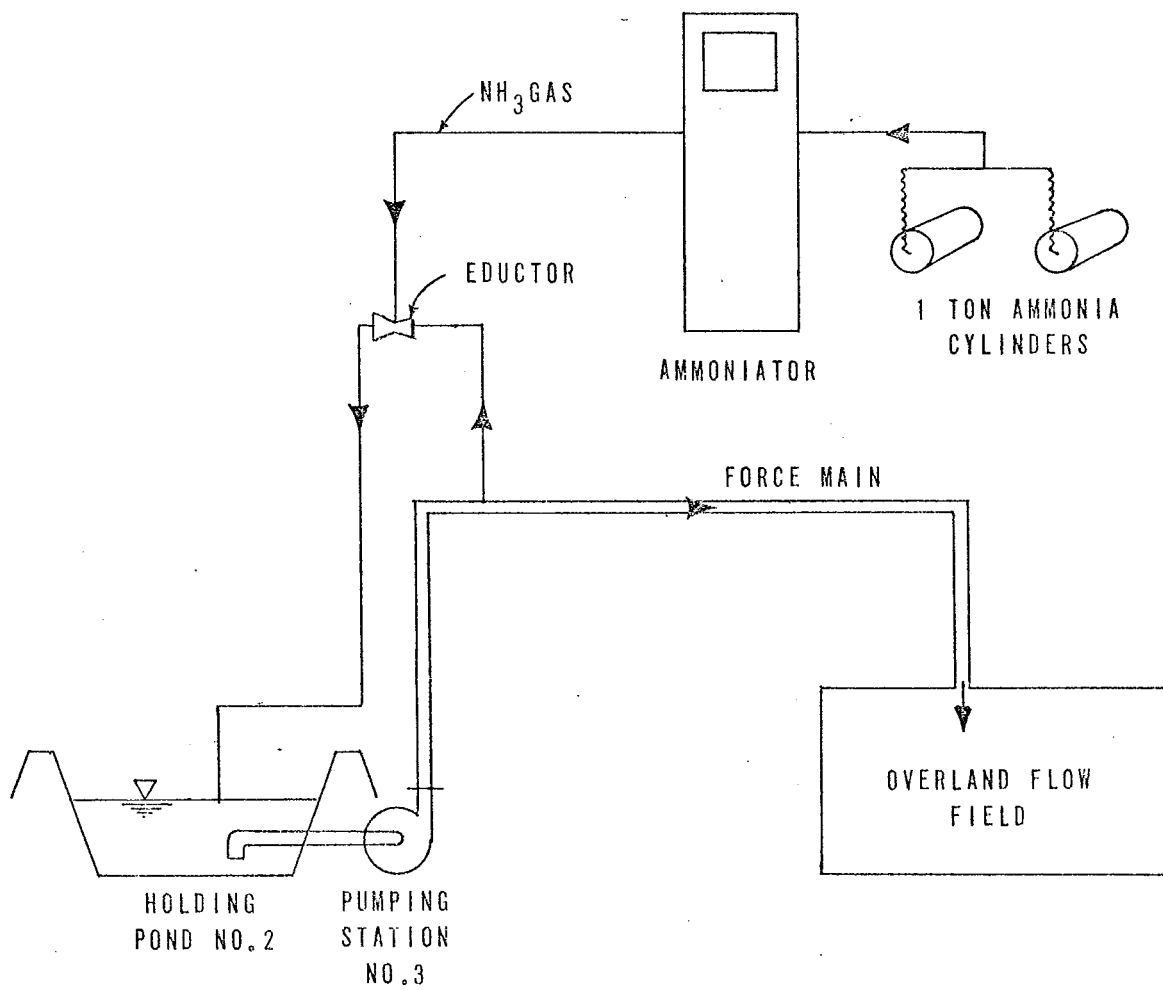 NH3GAS
EDUCTOR
1 TON AMMONIA
CYLINDERS
AMMONIATOR
FORCE MAIN
OVERLAND FLOW
FIELD
HOLDING
POND NO.2
PUMPING
STATION
NO.3